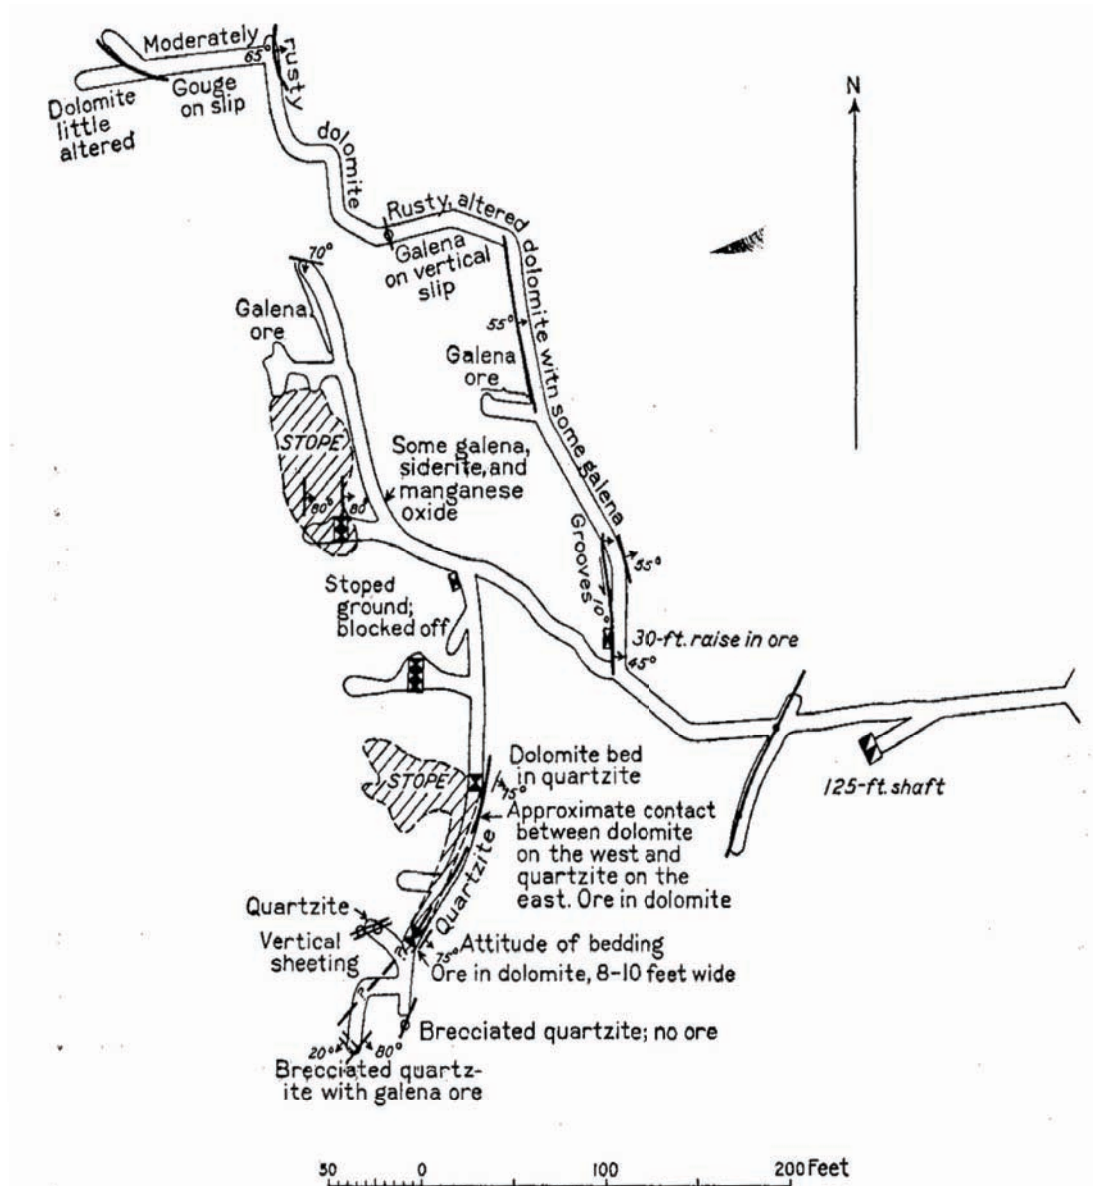 Moderately
65°
rusty
Gouge
on slip
Dolomite
little
altered
dolomite
N
Rusty, altered dolomite witn some galena
Galena
on vertical
slip
70°
Galena
ore
55°
Galena
ore
STOPE
80°
80°
Some galena,
siderite, and
manganese
oxide
Grooves
10°
55°
Stoped
ground;
blocked off
30-ft. raise in ore
45°
STOPE
Dolomite bed
in quartzite
75°
125-ft. shaft
Approximate contact
between dolomite
on the west and
quartzite on the
east. Ore in dolomite
Quartzite
Quartzite
Vertical
sheeting
?
75°
Attitude of bedding
Ore in dolomite, 8-10 feet wide
?
Brecciated quartzite; no ore
20°
80°
Brecciated quartz-
ite with galena ore
50 0 100 200 Feet